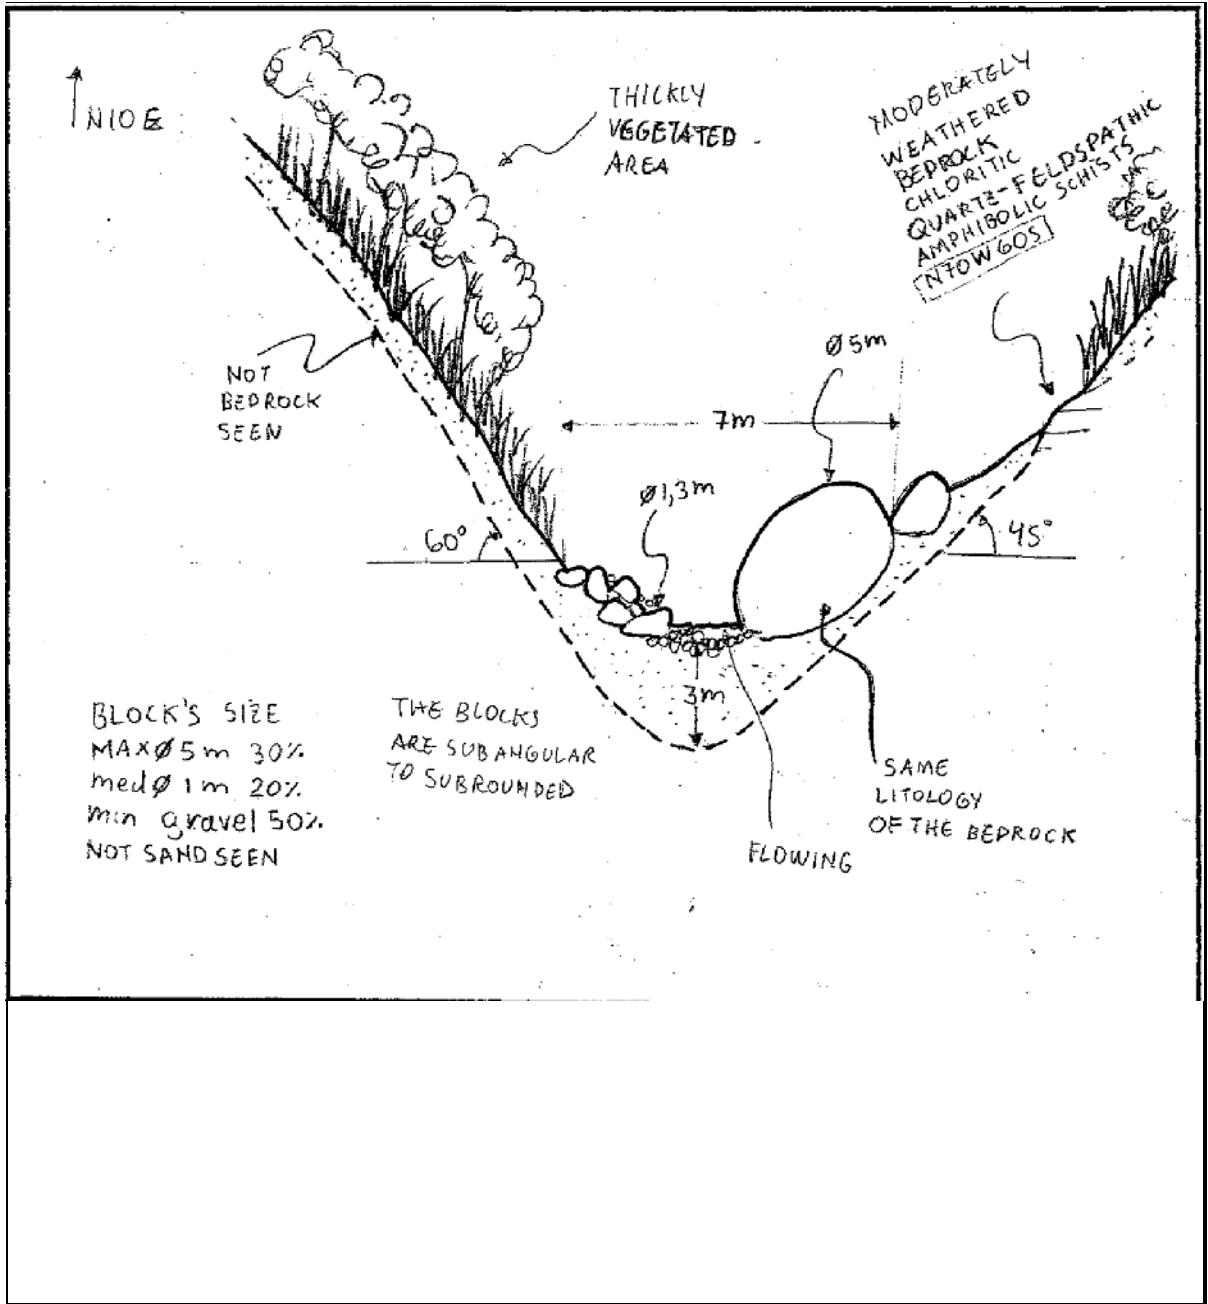 N10E
THICKLY
VEGETATED
AREA
MODERATELY
WEATHERED
BEDROCK
CHLORITIC
QUARTZ-FELDSPATHIC
AMPHIBOLIC SCHISTS
N70W60S
NOT
BEDROCK
SEEN
Ø5m
7m
Ø1,3m
60°
45°
3m
BLOCK'S SIZE
MAXØ5m 30%
medØ 1m 20%
min gravel 50%
NOT SAND SEEN
THE BLOCKS
ARE SUBANGULAR
TO SUBROUNDED
FLOWING
SAME
LITOLOGY
OF THE BEDROCK